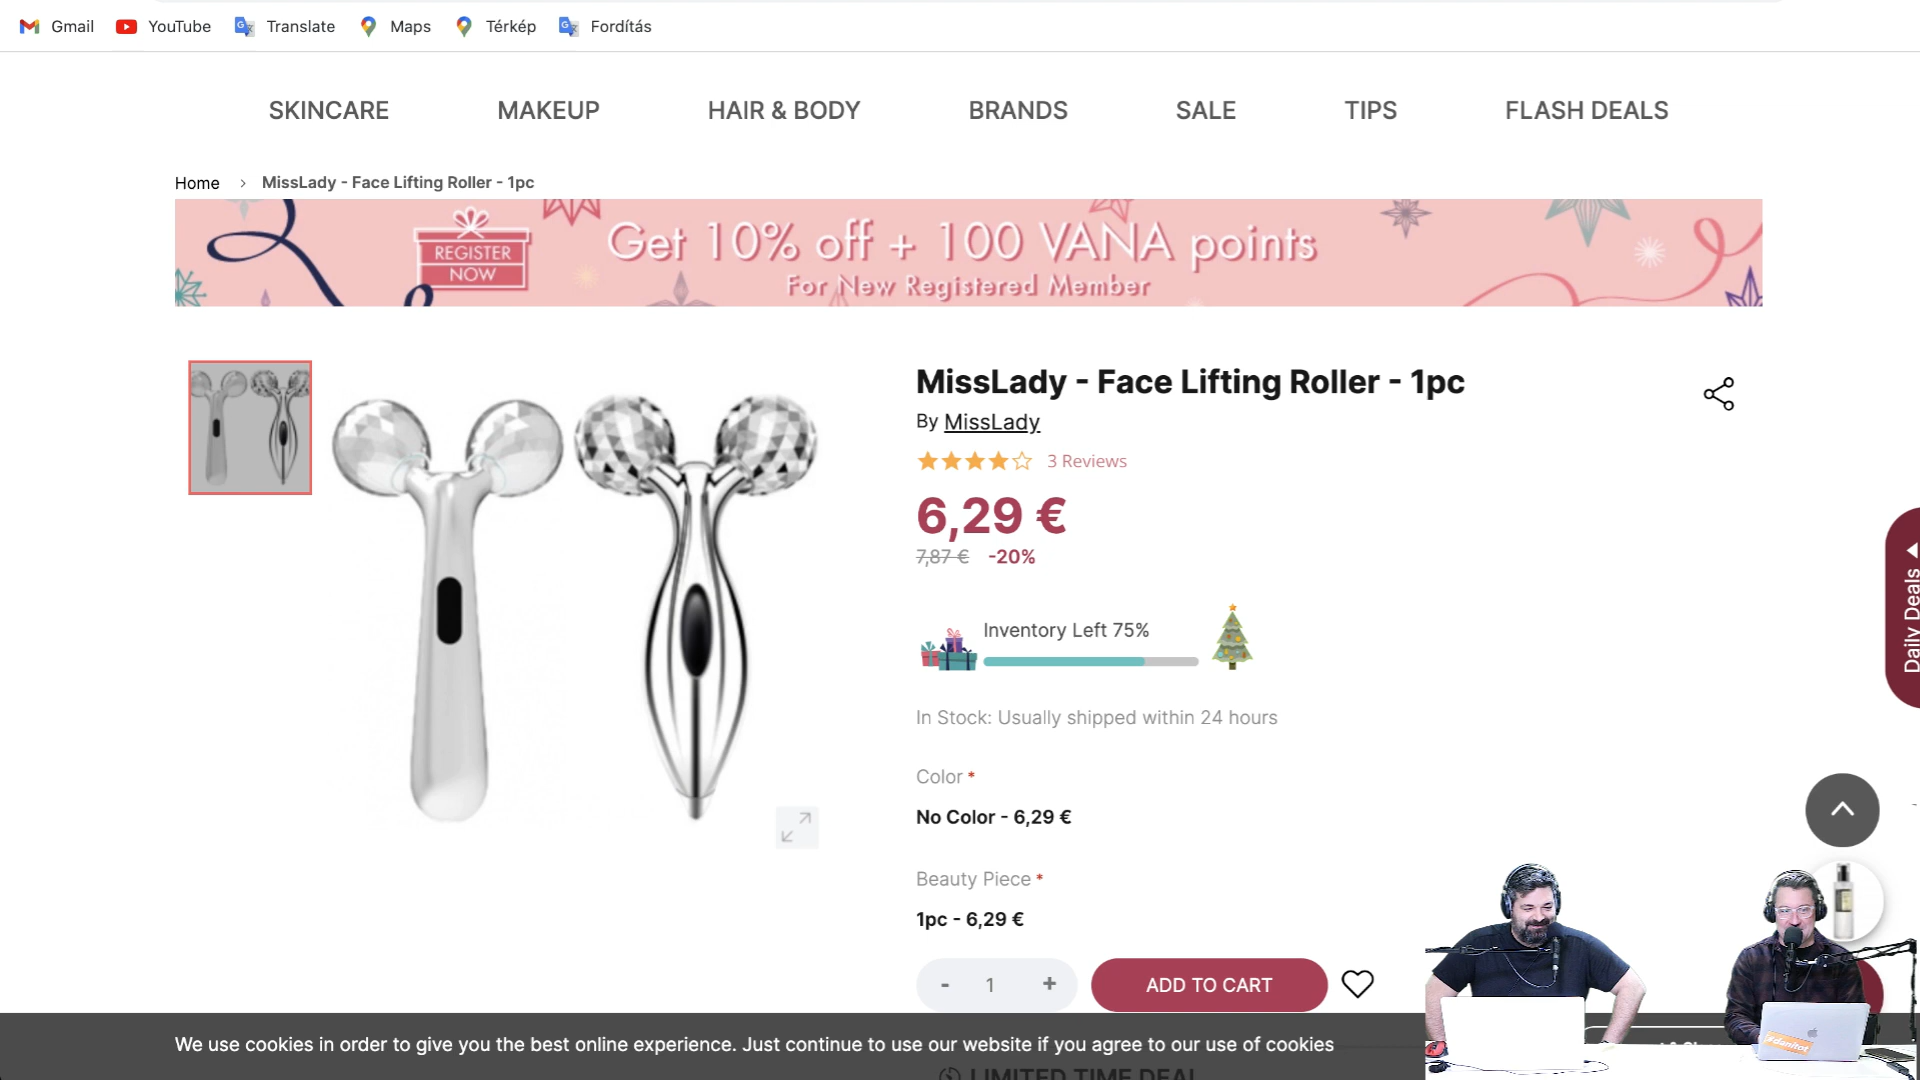 Gmail YouTube Translate Maps Térkép Fordítás
SKINCARE MAKEUP HAIR & BODY BRANDS SALE TIPS FLASH DEALS
Home > MissLady - Face Lifting Roller - 1pc
REGISTER
NOW
Get 10% off + 100 VANA points
For New Registered Member
MissLady - Face Lifting Roller - 1pc
By MissLady
3 Reviews
6,29 €
7,87 € -20%
Inventory Left 75%
In Stock: Usually shipped within 24 hours
Color *
No Color - 6,29 €
Beauty Piece *
1pc - 6,29 €
- 1 +
ADD TO CART
Daily Deals
We use cookies in order to give you the best online experience. Just continue to use our website if you agree to our use of cookies
LIMITED TIME DEAL